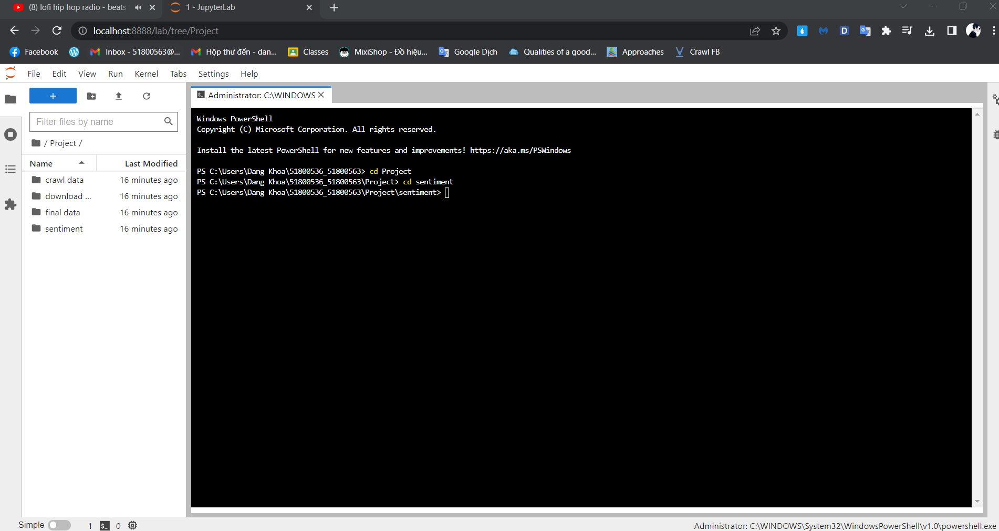 (8) lofi hip hop radio - beats
1 - JupyterLab
localhost:8888/lab/tree/Project
Facebook
Inbox - 51800563@...
Hộp thư đến - dan...
Classes
MixiShop - Đồ hiệu...
Google Dịch
Qualities of a good...
Approaches
Crawl FB
File Edit View Run Kernel Tabs Settings Help
+
Filter files by name
/ Project /
Name Last Modified
crawl data 16 minutes ago
download ... 16 minutes ago
final data 16 minutes ago
sentiment 16 minutes ago
Administrator: C:\WINDOWS
Windows PowerShell
Copyright (C) Microsoft Corporation. All rights reserved.
Install the latest PowerShell for new features and improvements! https://aka.ms/PSWindows
PS C:\Users\Dang Khoa\51800536_51800563> cd Project
PS C:\Users\Dang Khoa\51800536_51800563\Project> cd sentiment
PS C:\Users\Dang Khoa\51800536_51800563\Project\sentiment>
Simple 1 $_ 0
Administrator: C:\WINDOWS\System32\WindowsPowerShell\v1.0\powershell.exe